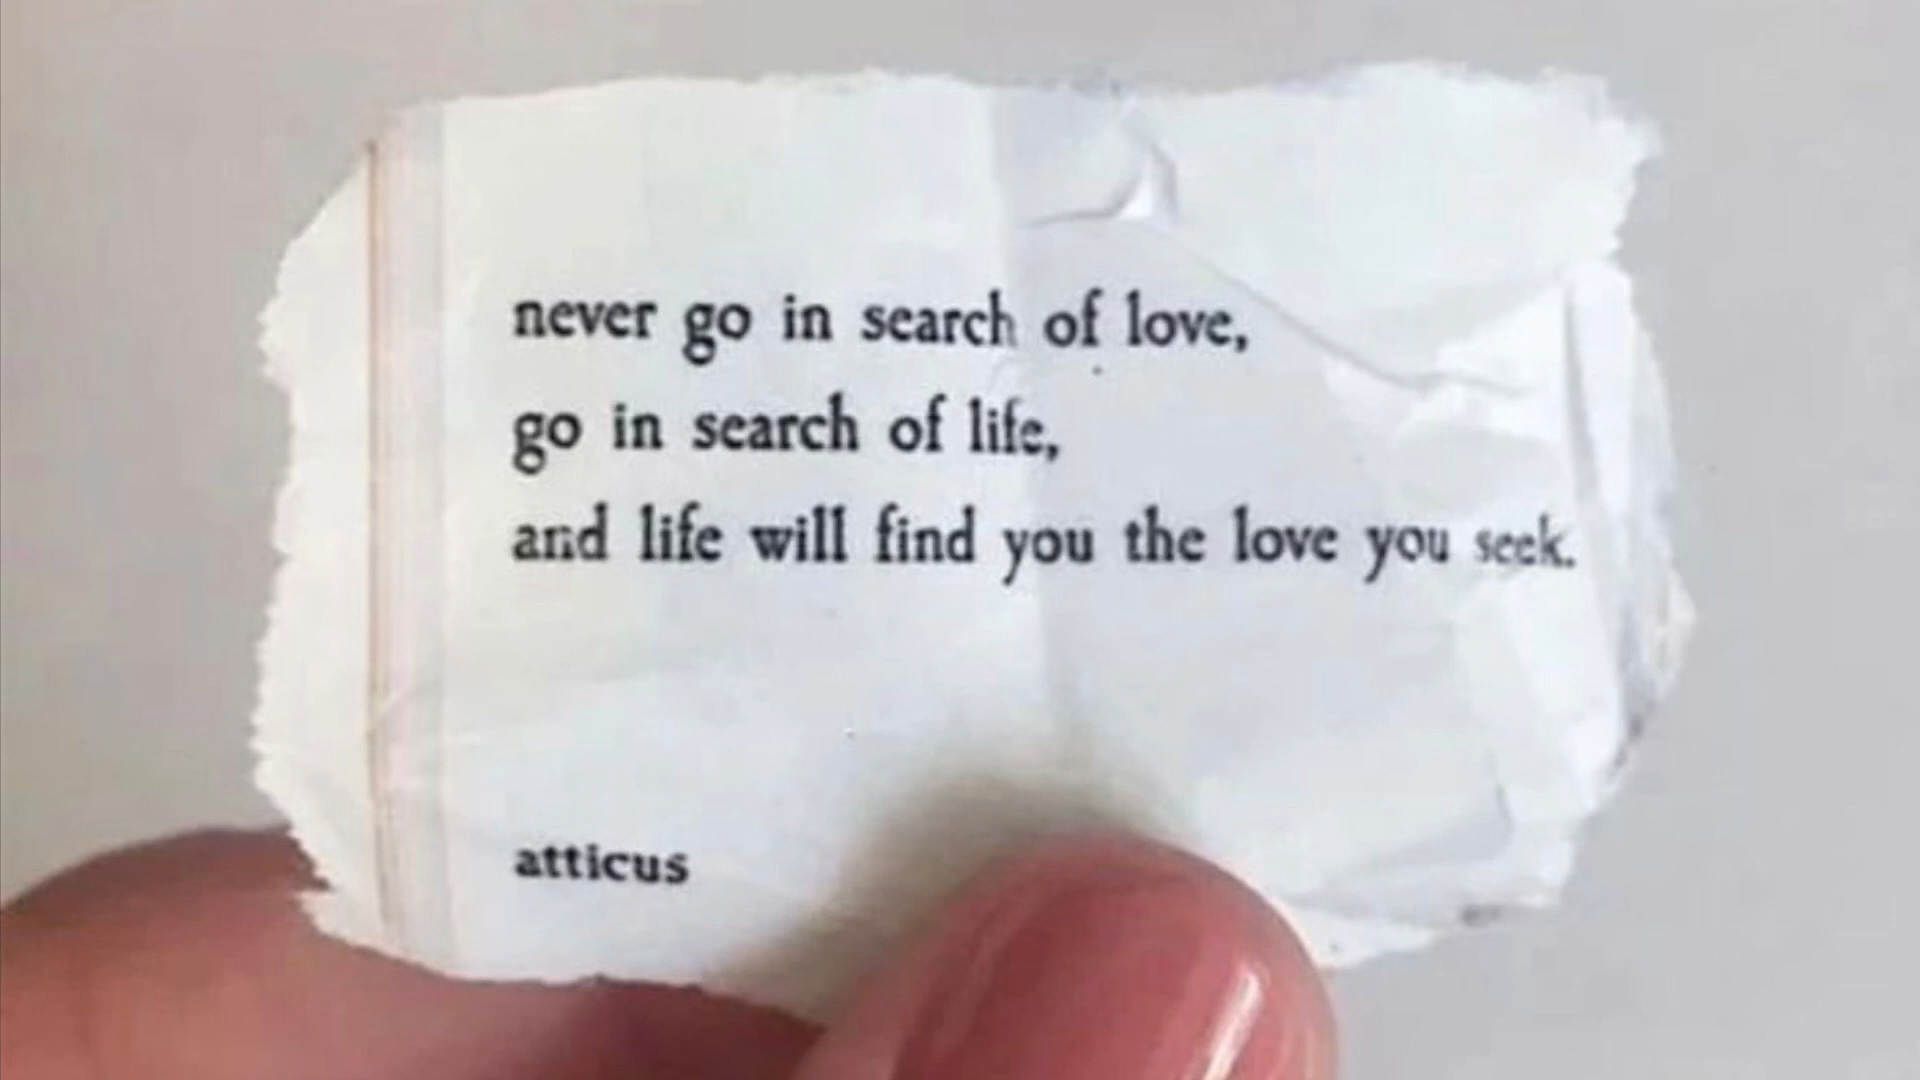 never go in search of love,
go in search of life,
and life will find you the love you seek.
atticus